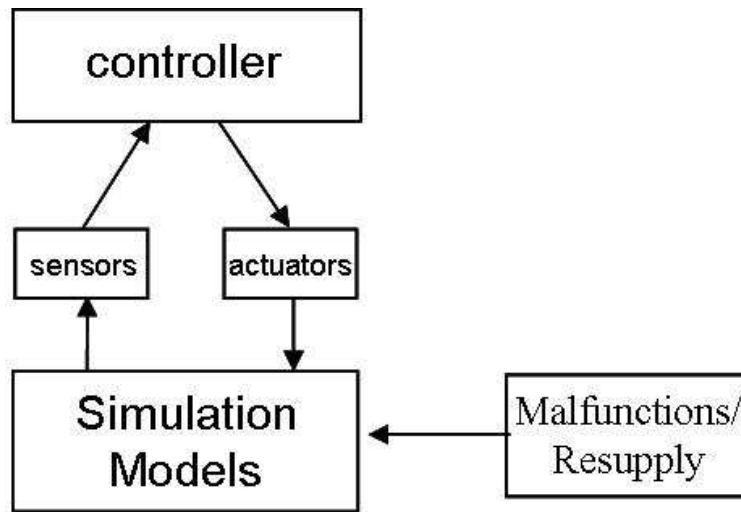 controller
sensors
actuators
Simulation
Models
Malfunctions/
Resupply